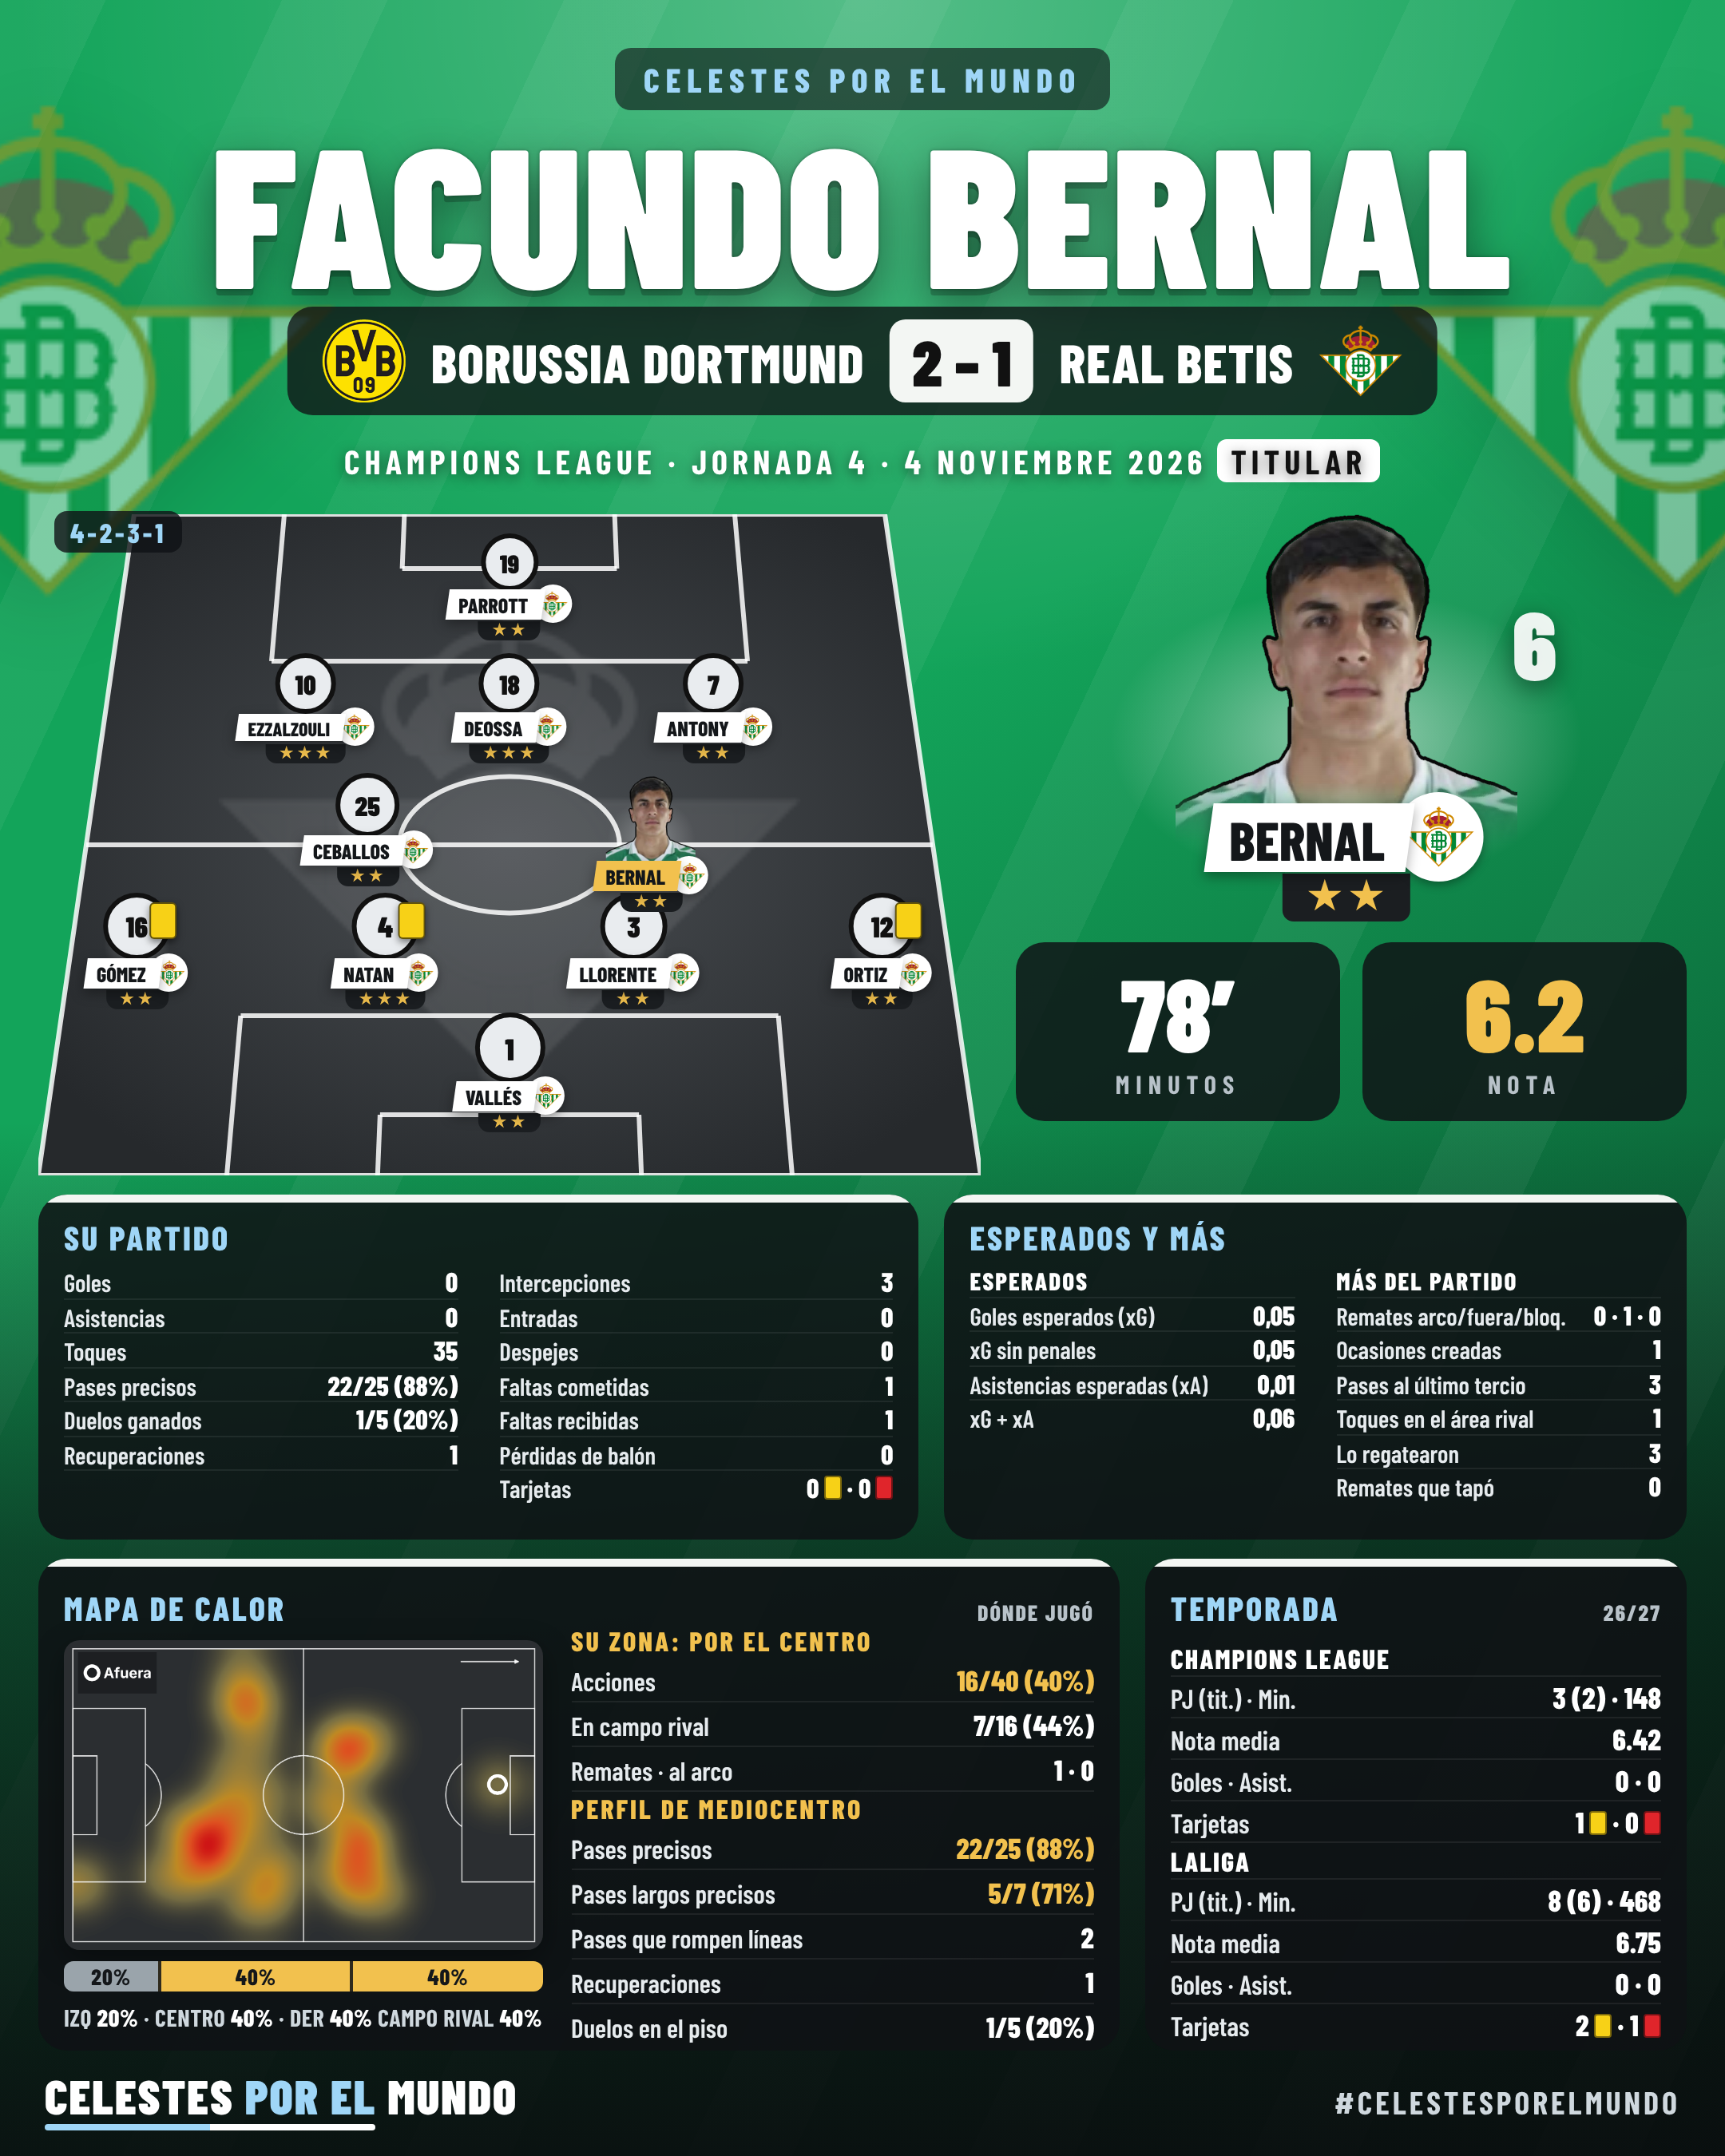 CELESTES POR EL MUNDO
FACUNDO BERNAL
BVB 09 BORUSSIA DORTMUND 2 - 1 REAL BETIS
CHAMPIONS LEAGUE · JORNADA 4 · 4 NOVIEMBRE 2026 TITULAR
4-2-3-1
19
PARROTT
10 18 7
EZZALZOULI DEOSSA ANTONY
25
CEBALLOS
BERNAL
16 4 3 12
GÓMEZ NATAN LLORENTE ORTIZ
1
VALLÉS
6
BERNAL
78’ 6.2
MINUTOS NOTA
SU PARTIDO
Goles 0
Asistencias 0
Toques 35
Pases precisos 22/25 (88%)
Duelos ganados 1/5 (20%)
Recuperaciones 1
Intercepciones 3
Entradas 0
Despejes 0
Faltas cometidas 1
Faltas recibidas 1
Pérdidas de balón 0
Tarjetas 0 · 0
ESPERADOS Y MÁS
ESPERADOS
Goles esperados (xG) 0,05
xG sin penales 0,05
Asistencias esperadas (xA) 0,01
xG + xA 0,06
MÁS DEL PARTIDO
Remates arco/fuera/bloq. 0 · 1 · 0
Ocasiones creadas 1
Pases al último tercio 3
Toques en el área rival 1
Lo regatearon 3
Remates que tapó 0
MAPA DE CALOR DÓNDE JUGÓ
Afuera
20% 40% 40%
IZQ 20% · CENTRO 40% · DER 40% CAMPO RIVAL 40%
SU ZONA: POR EL CENTRO
Acciones 16/40 (40%)
En campo rival 7/16 (44%)
Remates · al arco 1 · 0
PERFIL DE MEDIOCENTRO
Pases precisos 22/25 (88%)
Pases largos precisos 5/7 (71%)
Pases que rompen líneas 2
Recuperaciones 1
Duelos en el piso 1/5 (20%)
TEMPORADA 26/27
CHAMPIONS LEAGUE
PJ (tit.) · Min. 3 (2) · 148
Nota media 6.42
Goles · Asist. 0 · 0
Tarjetas 1 · 0
LALIGA
PJ (tit.) · Min. 8 (6) · 468
Nota media 6.75
Goles · Asist. 0 · 0
Tarjetas 2 · 1
CELESTES POR EL MUNDO
#CELESTESPORELMUNDO